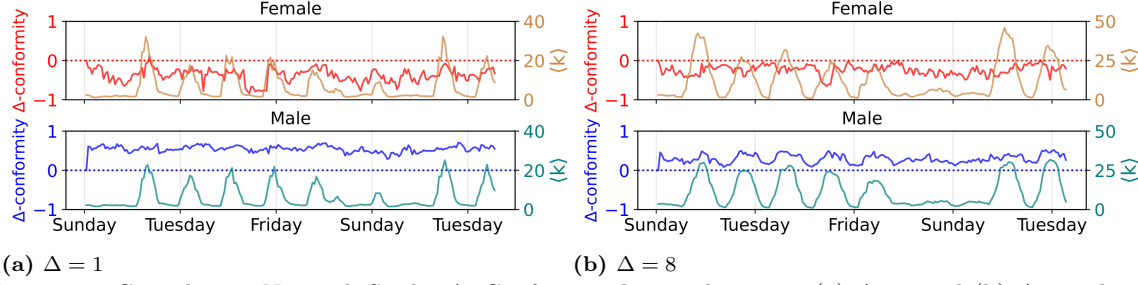 Female
1 0 −1 Δ-conformity 40 20 0 ⟨k⟩
Male
1 0 −1 Δ-conformity 40 20 0 ⟨k⟩
Sunday Tuesday Friday Sunday Tuesday
(a) Δ = 1
Female
1 0 −1 Δ-conformity 50 25 0 ⟨k⟩
Male
1 0 −1 Δ-conformity 50 25 0 ⟨k⟩
Sunday Tuesday Friday Sunday Tuesday
(b) Δ = 8